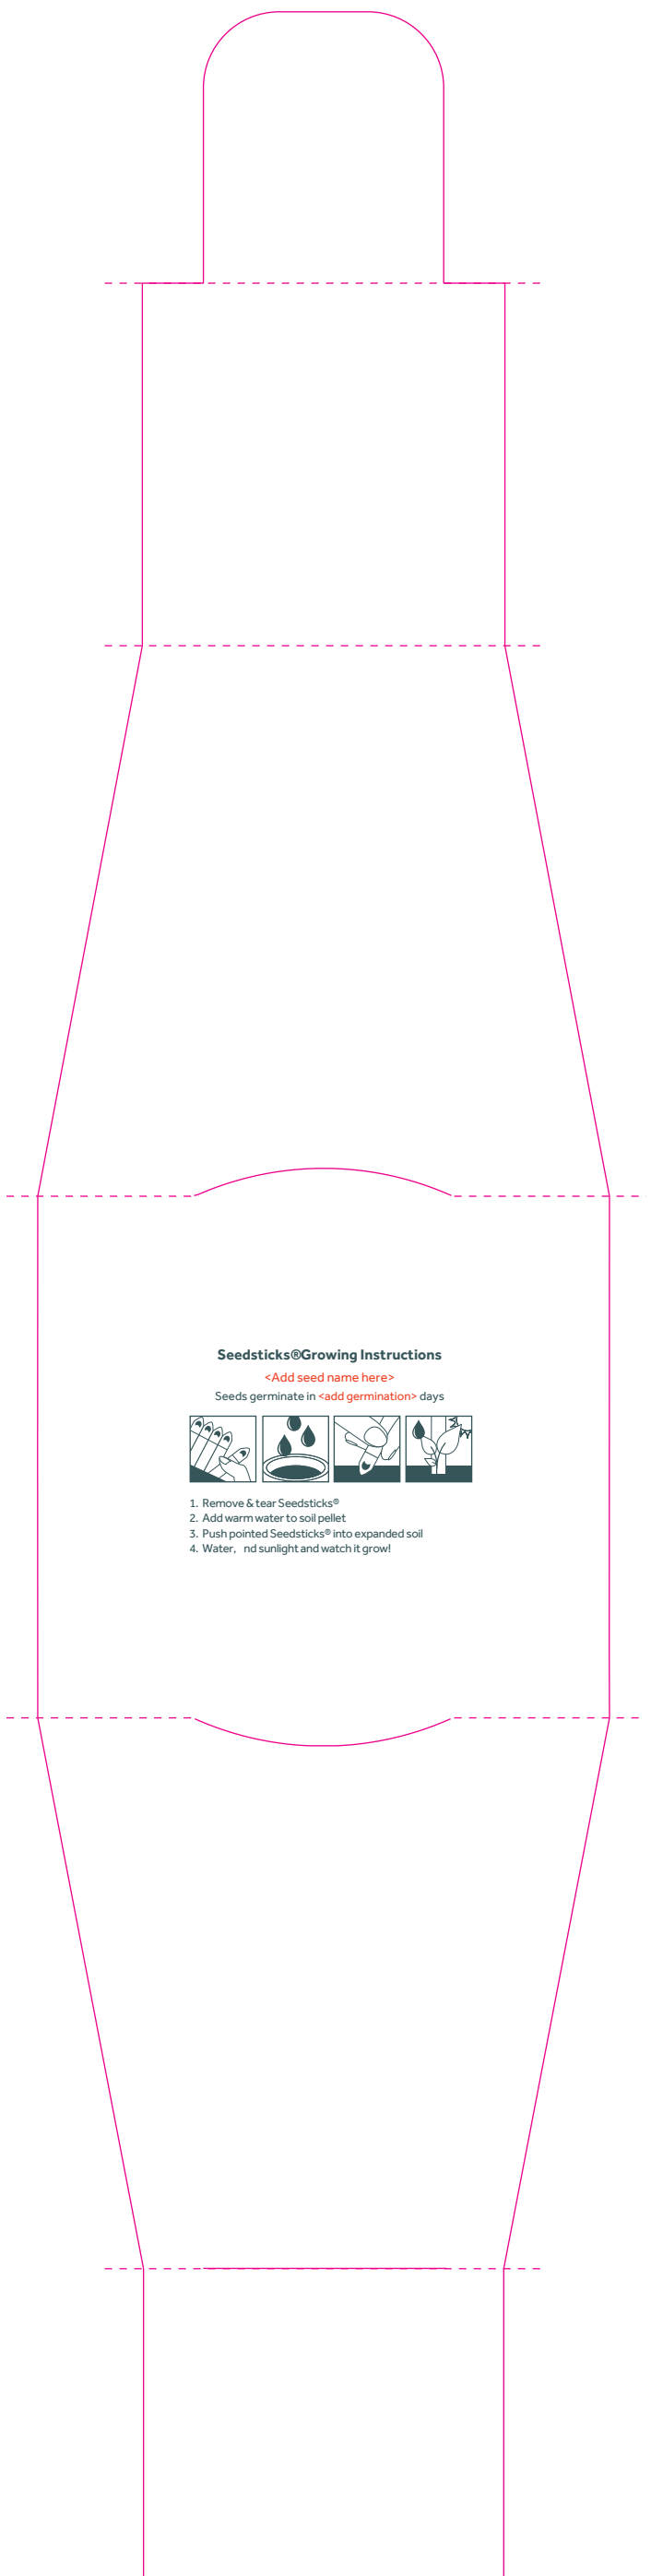 Seedsticks®Growing Instructions
<Add seed name here>
Seeds germinate in <add germination> days
1. Remove & tear Seedsticks®
2. Add warm water to soil pellet
3. Push pointed Seedsticks® into expanded soil
4. Water, nd sunlight and watch it grow!